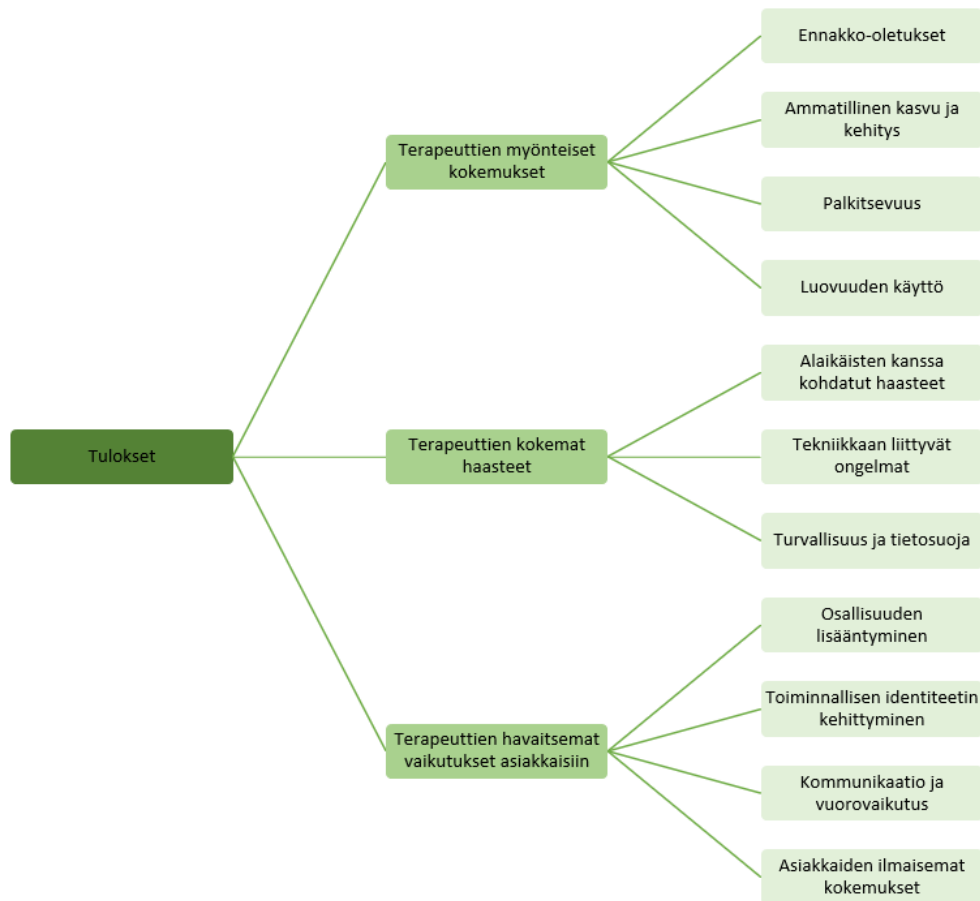 Tulokset
Terapeuttien myönteiset
kokemukset
Ennakko-oletukset
Ammatillinen kasvu ja
kehitys
Palkitsevuus
Luovuuden käyttö
Terapeuttien kokemat
haasteet
Alaikäisten kanssa
kohdatut haasteet
Tekniikkaan liittyvät
ongelmat
Turvallisuus ja tietosuoja
Terapeuttien havaitsemat
vaikutukset asiakkaisiin
Osallisuuden
lisääntyminen
Toiminnallisen identiteetin
kehittyminen
Kommunikaatio ja
vuorovaikutus
Asiakkaiden ilmaisemat
kokemukset